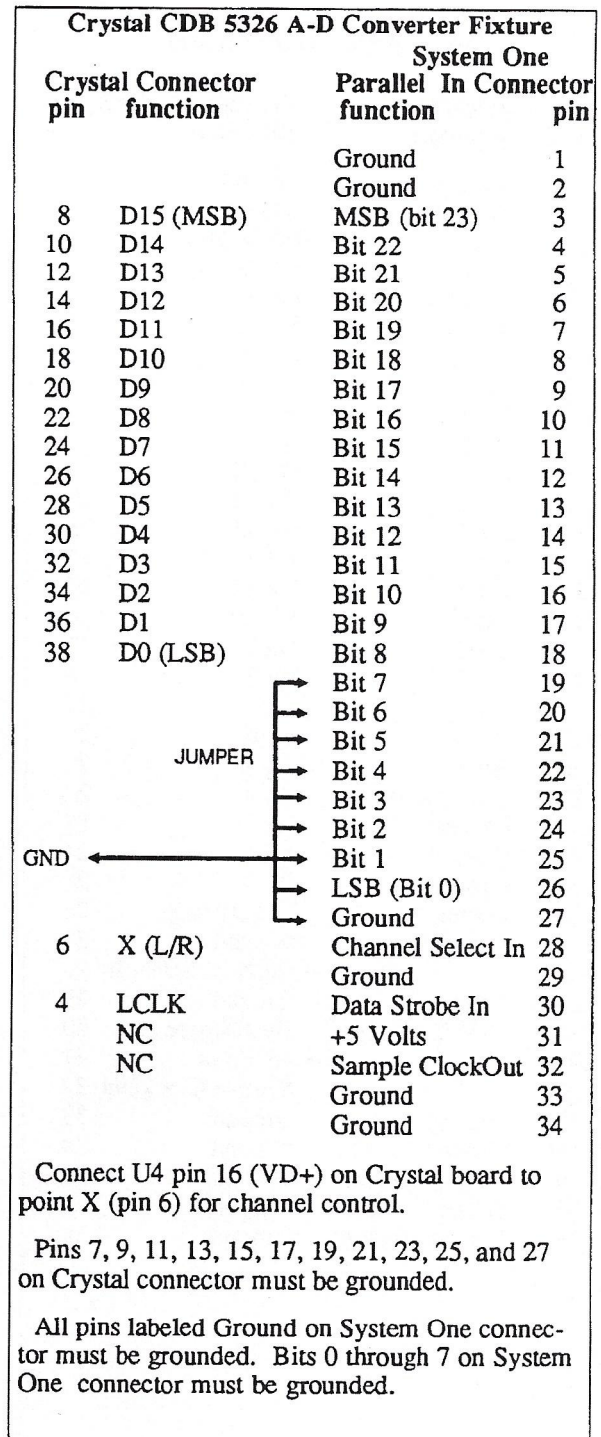 Crystal CDB 5326 A-D Converter Fixture
System One
Crystal Connector Parallel In Connector
pin function function pin
Ground 1
Ground 2
8 D15 (MSB) MSB (bit 23) 3
10 D14 Bit 22 4
12 D13 Bit 21 5
14 D12 Bit 20 6
16 D11 Bit 19 7
18 D10 Bit 18 8
20 D9 Bit 17 9
22 D8 Bit 16 10
24 D7 Bit 15 11
26 D6 Bit 14 12
28 D5 Bit 13 13
30 D4 Bit 12 14
32 D3 Bit 11 15
34 D2 Bit 10 16
36 D1 Bit 9 17
38 D0 (LSB) Bit 8 18
Bit 7 19
Bit 6 20
Bit 5 21
JUMPER Bit 4 22
Bit 3 23
Bit 2 24
GND Bit 1 25
LSB (Bit 0) 26
Ground 27
6 X (L/R) Channel Select In 28
Ground 29
4 LCLK Data Strobe In 30
NC +5 Volts 31
NC Sample ClockOut 32
Ground 33
Ground 34
Connect U4 pin 16 (VD+) on Crystal board to
point X (pin 6) for channel control.
Pins 7, 9, 11, 13, 15, 17, 19, 21, 23, 25, and 27
on Crystal connector must be grounded.
All pins labeled Ground on System One connec-
tor must be grounded. Bits 0 through 7 on System
One connector must be grounded.